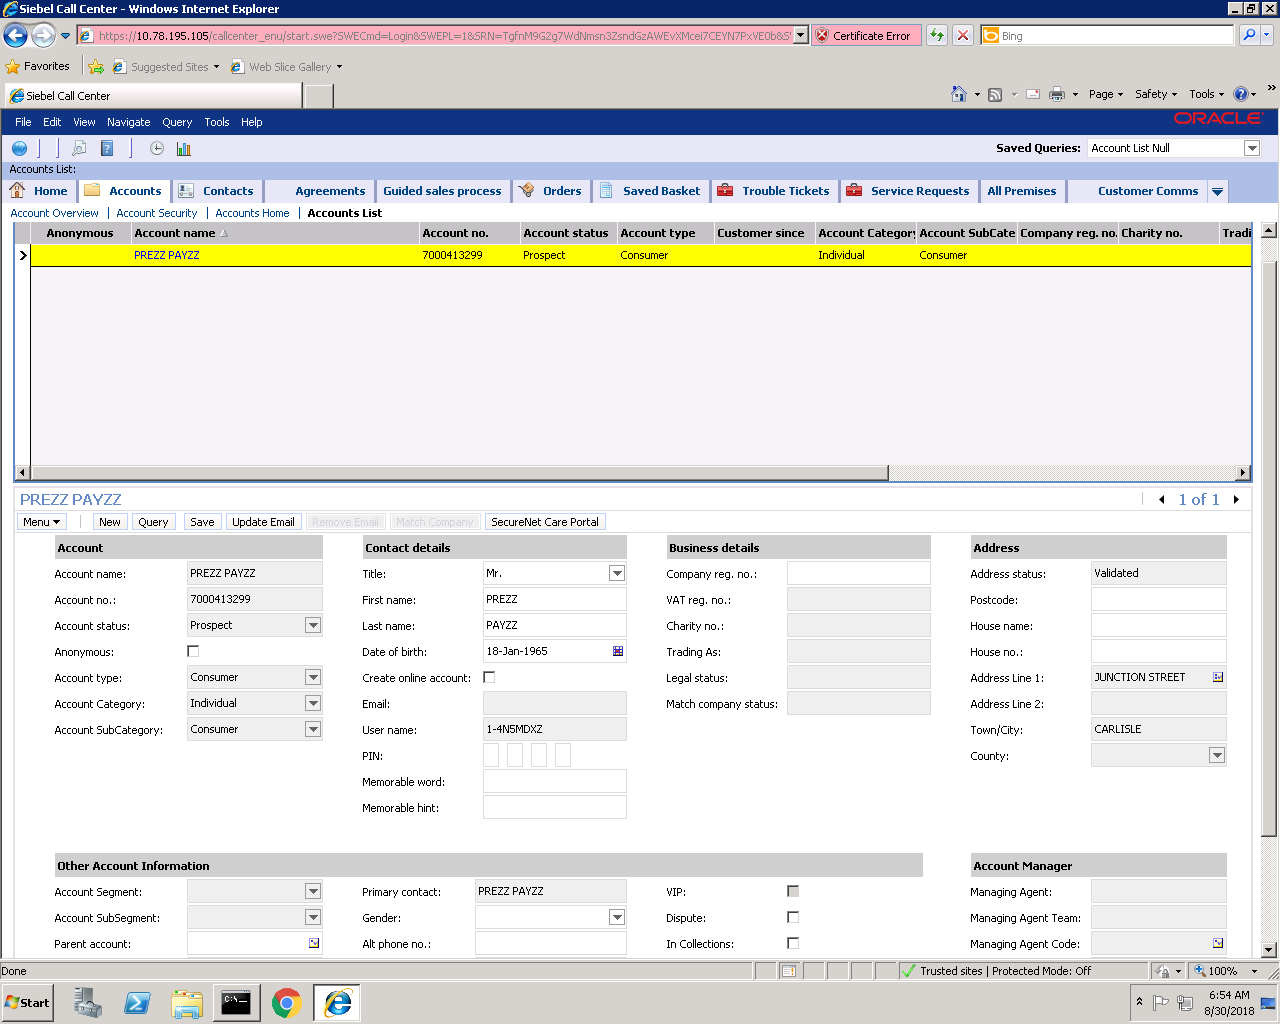 Siebel Call Center - Windows Internet Explorer
https://10.78.195.105/callcenter_enu/start.swe?SWECmd=Login&SWEPL=1&SRN=TgfnM9G2g7WdNmsn3ZsndGzAWEvXMcei7CEYN7PxVE0b&S Certificate Error Bing
Favorites Suggested Sites Web Slice Gallery
Siebel Call Center Page Safety Tools »
File Edit View Navigate Query Tools Help ORACLE
Saved Queries: Account List Null
Accounts List:
Home Accounts Contacts Agreements Guided sales process Orders Saved Basket Trouble Tickets Service Requests All Premises Customer Comms
Account Overview | Account Security | Accounts Home | Accounts List
Anonymous Account name Account no. Account status Account type Customer since Account Category Account SubCate Company reg. no. Charity no. Tradi
PREZZ PAYZZ 7000413299 Prospect Consumer Individual Consumer
PREZZ PAYZZ 1 of 1
Menu New Query Save Update Email Remove Email Match Company SecureNet Care Portal
Account Contact details Business details Address
Account name: PREZZ PAYZZ Title: Mr. Company reg. no.: Address status: Validated
Account no.: 7000413299 First name: PREZZ VAT reg. no.: Postcode:
Account status: Prospect Last name: PAYZZ Charity no.: House name:
Anonymous: Date of birth: 18-Jan-1965 Trading As: House no.:
Account type: Consumer Create online account: Legal status: Address Line 1: JUNCTION STREET
Account Category: Individual Email: Match company status: Address Line 2:
Account SubCategory: Consumer User name: 1-4N5MDXZ Town/City: CARLISLE
PIN: County:
Memorable word:
Memorable hint:
Other Account Information Account Manager
Account Segment: Primary contact: PREZZ PAYZZ VIP: Managing Agent:
Account SubSegment: Gender: Dispute: Managing Agent Team:
Parent account: Alt phone no.: In Collections: Managing Agent Code:
Done Trusted sites | Protected Mode: Off 100%
Start 6:54 AM
8/30/2018